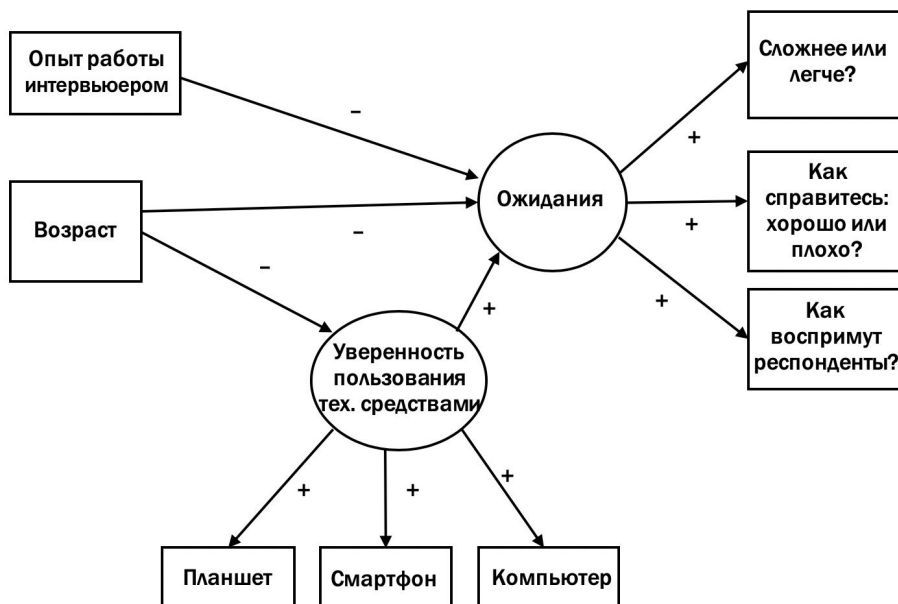 Опыт работы
интервьюером
Сложнее или
легче?
–
+
Как
справитесь:
хорошо или
плохо?
Ожидания
+
Возраст
–
–
+
+
Как
воспримут
респонденты?
Уверенность
пользования
тех. средствами
+
+
+
Планшет
Смартфон
Компьютер